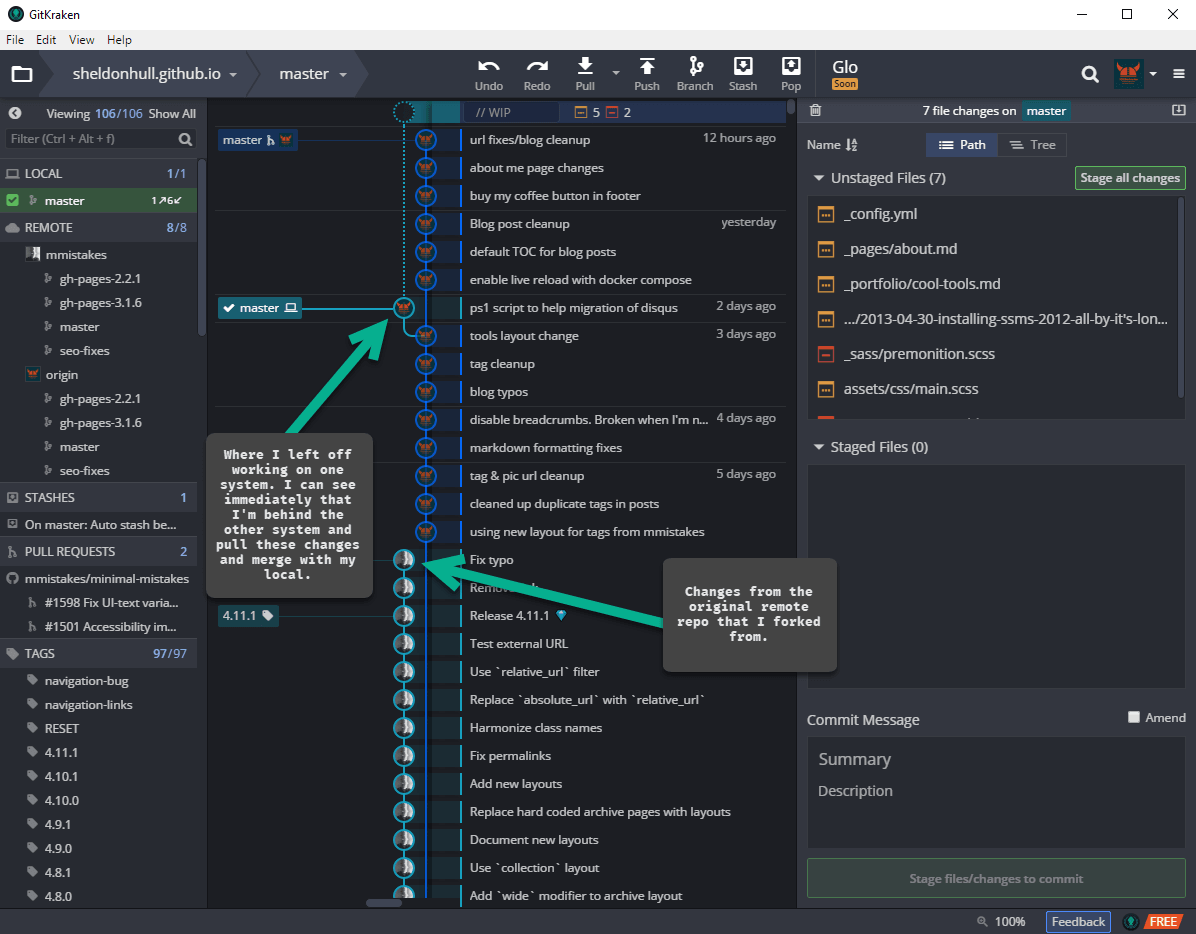 GitKraken
File Edit View Help
sheldonhull.github.io
master
Undo
Redo
Pull
Push
Branch
Stash
Pop
Glo
Soon
Viewing 106/106 Show All
Filter (Ctrl + Alt + f)
LOCAL 1/1
master 1↗6↙
REMOTE 8/8
mmistakes
gh-pages-2.2.1
gh-pages-3.1.6
master
seo-fixes
origin
gh-pages-2.2.1
gh-pages-3.1.6
master
seo-fixes
STASHES 1
On master: Auto stash be...
PULL REQUESTS 2
mmistakes/minimal-mistakes
#1598 Fix UI-text varia...
#1501 Accessibility im...
TAGS 97/97
navigation-bug
navigation-links
RESET
4.11.1
4.10.1
4.10.0
4.9.1
4.9.0
4.8.1
4.8.0
// WIP 5 2
master url fixes/blog cleanup 12 hours ago
about me page changes
buy my coffee button in footer
Blog post cleanup yesterday
default TOC for blog posts
enable live reload with docker compose
master ps1 script to help migration of disqus 2 days ago
tools layout change 3 days ago
tag cleanup
blog typos
disable breadcrumbs. Broken when I'm n... 4 days ago
markdown formatting fixes
tag & pic url cleanup 5 days ago
cleaned up duplicate tags in posts
using new layout for tags from mmistakes
Fix typo
Release 4.11.1
4.11.1
Test external URL
Use `relative_url` filter
Replace `absolute_url` with `relative_url`
Harmonize class names
Fix permalinks
Add new layouts
Replace hard coded archive pages with layouts
Document new layouts
Use `collection` layout
Add `wide` modifier to archive layout
Where I left off
working on one
system. I can see
immediately that
I'm behind the
other system and
pull these changes
and merge with my
local.
Changes from the
original remote
repo that I forked
from.
7 file changes on master
Name
Path
Tree
Unstaged Files (7)
Stage all changes
_config.yml
_pages/about.md
_portfolio/cool-tools.md
.../2013-04-30-installing-ssms-2012-all-by-it's-lon...
_sass/premonition.scss
assets/css/main.scss
Staged Files (0)
Commit Message
Amend
Summary
Description
Stage files/changes to commit
100%
Feedback
FREE